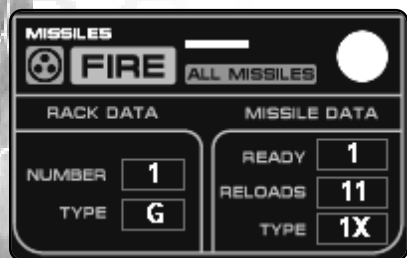 MISSILES
FIRE ALL MISSILES
RACK DATA MISSILE DATA
NUMBER 1
TYPE G
READY 1
RELOADS 11
TYPE 1X